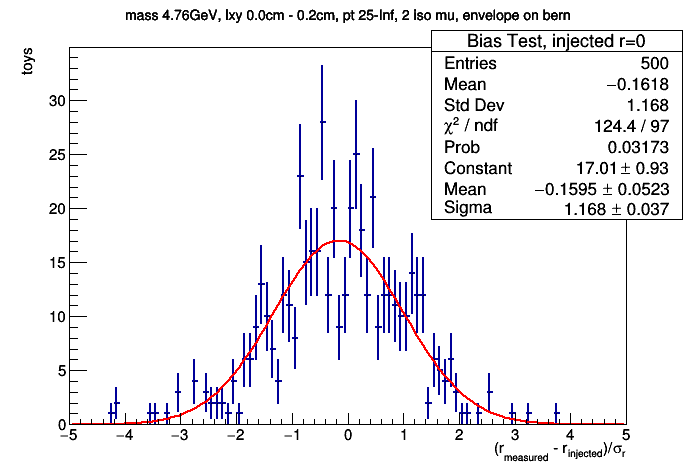 mass 4.76GeV, lxy 0.0cm - 0.2cm, pt 25-Inf, 2 iso mu, envelope on bern
Bias Test, injected r=0
Entries 500
Mean −0.1618
Std Dev 1.168
χ² / ndf 124.4 / 97
Prob 0.03173
Constant 17.01 ± 0.93
Mean −0.1595 ± 0.0523
Sigma 1.168 ± 0.037
toys
30
25
20
15
10
5
0
−5 −4 −3 −2 −1 0 1 2 3 4 5
(r_measured - r_injected)/σ_r